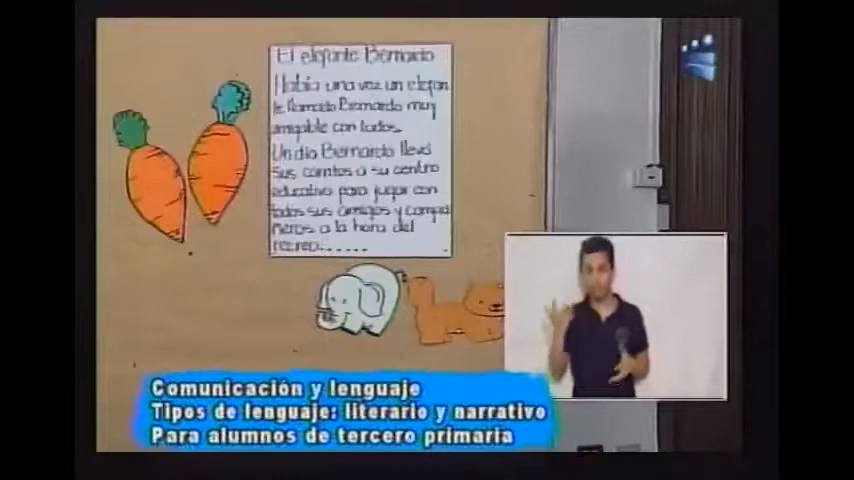 El elefante Bernardo
Había una vez un elefan
te llamado Bernardo muy
amigable con todos.
Un día Bernardo llevó
sus carritos a su centro
educativo para jugar con
todos sus amigos y compa
ñeros a la hora del
recreo......
Comunicación y lenguaje
Tipos de lenguaje: literario y narrativo
Para alumnos de tercero primaria